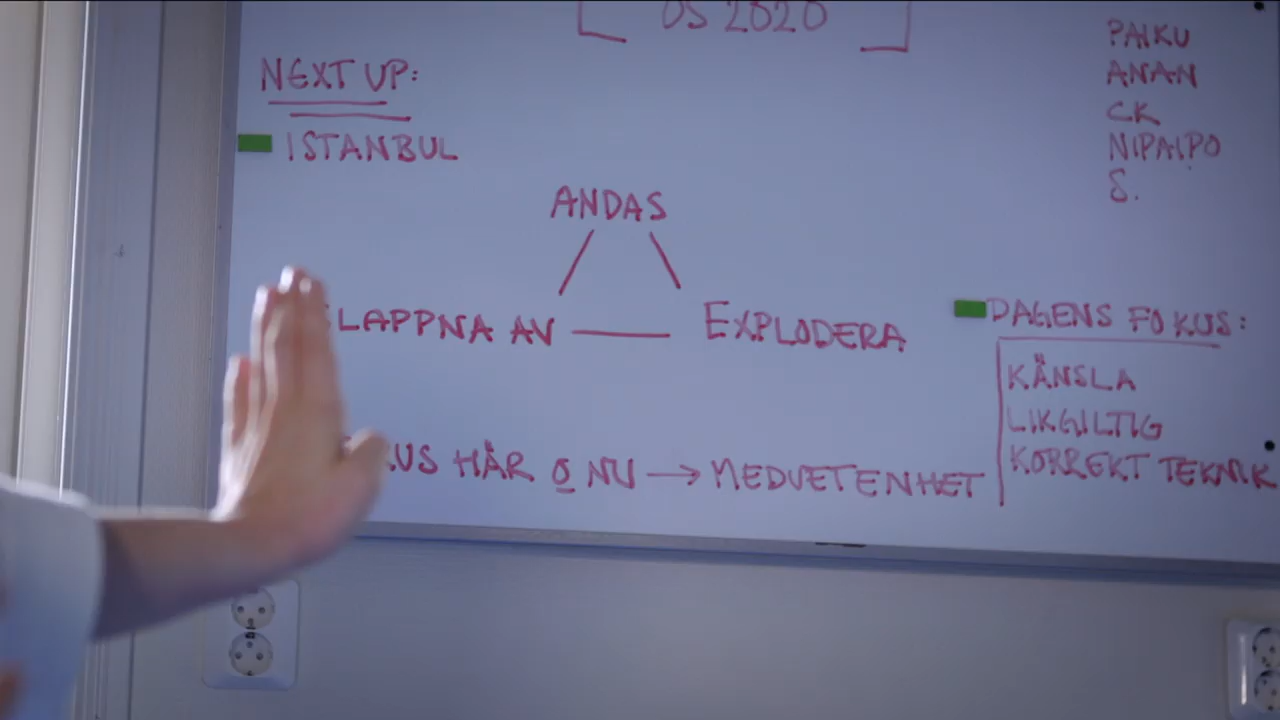 OS 2020
NEXT UP:
ISTANBUL
PAIKU
ANAN
CK
NIPAIPO
S.
ANDAS
LAPPNA AV
EXPLODERA
DAGENS FOKUS:
KÄNSLA
LIKGILTIG
KORREKT TEKNIK
KUS HÄR O NU → MEDVETENHET